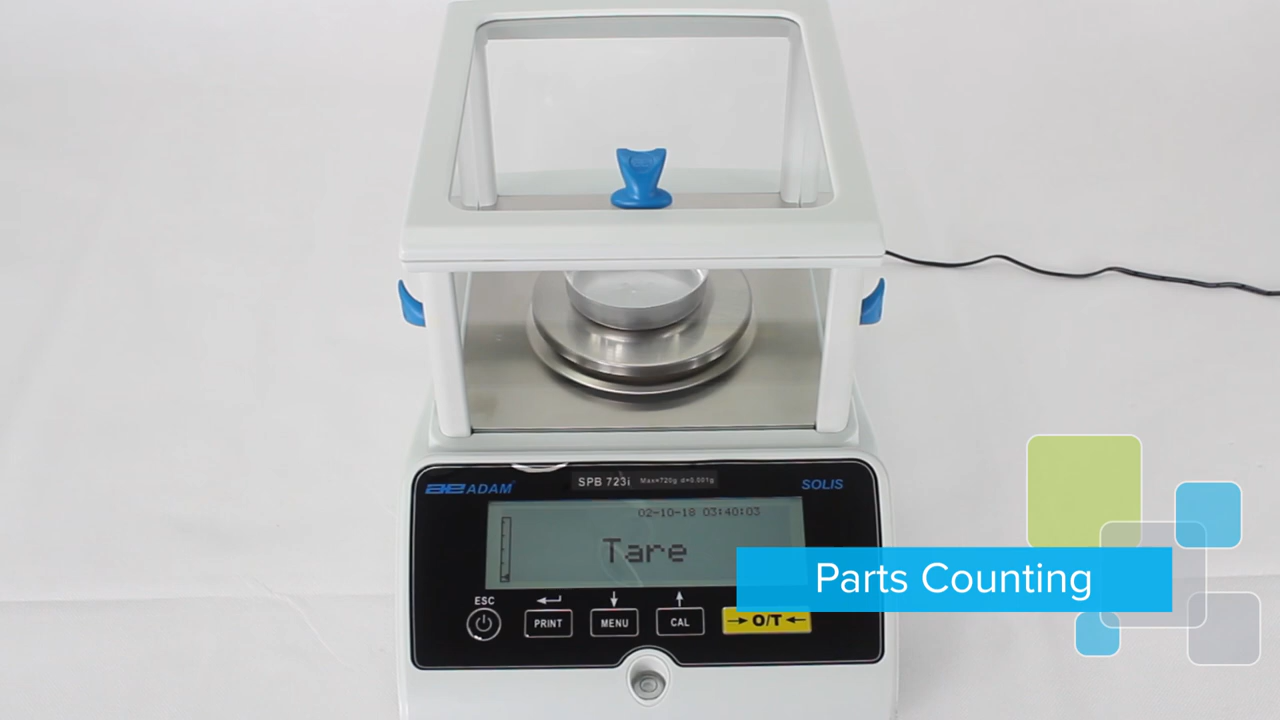 ADAM
SPB 723i Max=720g d=0.001g
SOLIS
02-10-18 03:40:03
Tare
Parts Counting
ESC
PRINT
MENU
CAL
O/T